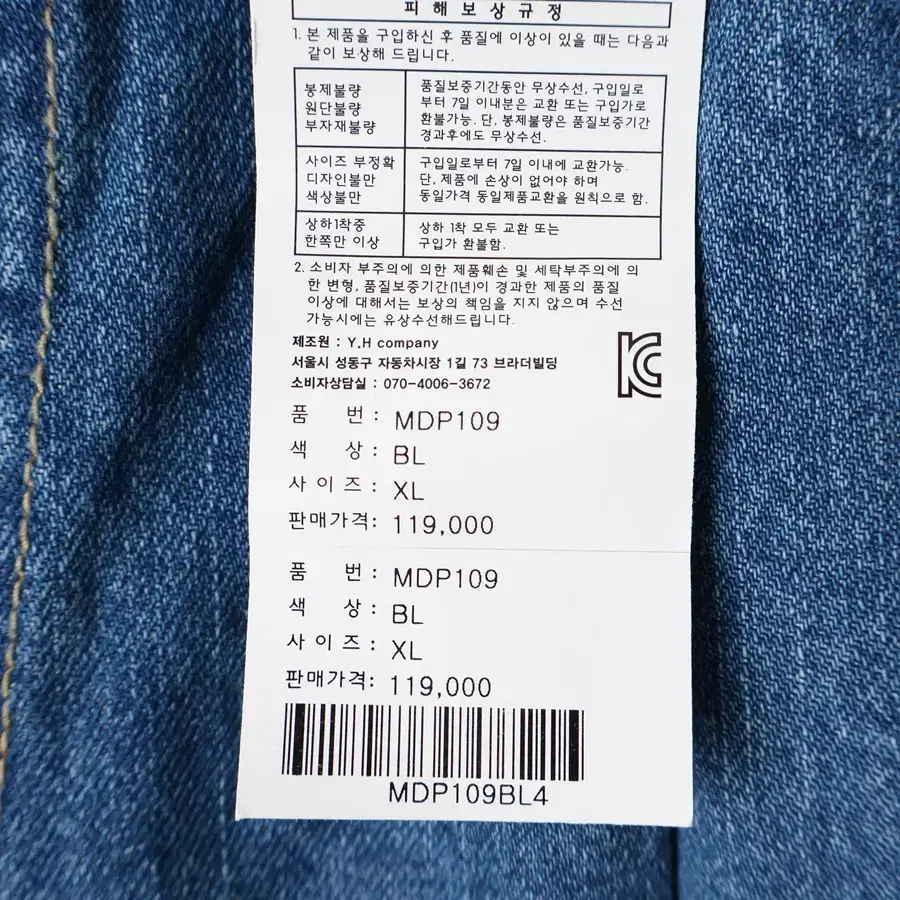 피해보상규정
1. 본 제품을 구입하신 후 품질에 이상이 있을 때는 다음과
같이 보상해 드립니다.
봉제불량
원단불량
부자재불량
품질보증기간동안 무상수선, 구입일로
부터 7일 이내분은 교환 또는 구입가로
환불가능. 단, 봉제불량은 품질보증기간
경과후에도 무상수선.
사이즈 부정확
디자인불만
색상불만
구입일로부터 7일 이내에 교환가능.
단, 제품에 손상이 없어야 하며
동일가격 동일제품교환을 원칙으로 함.
상하1착중
한쪽만 이상
상하 1착 모두 교환 또는
구입가 환불함.
2. 소비자 부주의에 의한 제품훼손 및 세탁부주의에 의
한 변형, 품질보증기간(1년)이 경과한 제품의 품질
이상에 대해서는 보상의 책임을 지지 않으며 수선
가능시에는 유상수선해드립니다.
제조원 : Y.H company
서울시 성동구 자동차시장 1길 73 브라더빌딩
소비자상담실 : 070-4006-3672
품 번 : MDP109
색 상 : BL
사 이 즈 : XL
판매가격: 119,000
품 번 : MDP109
색 상 : BL
사 이 즈 : XL
판매가격: 119,000
MDP109BL4